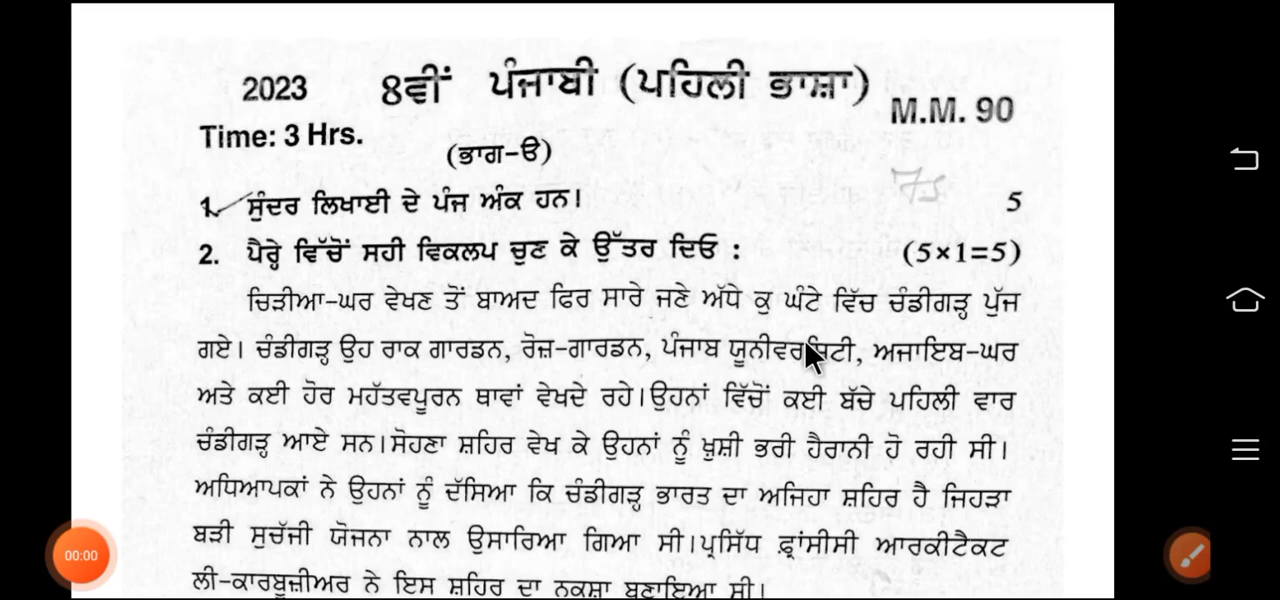 2023 8ਵੀਂ ਪੰਜਾਬੀ (ਪਹਿਲੀ ਭਾਸ਼ਾ)
M.M. 90
Time: 3 Hrs.
(ਭਾਗ-ੳ)
75
1. ਸੁੰਦਰ ਲਿਖਾਈ ਦੇ ਪੰਜ ਅੰਕ ਹਨ। 5
2. ਪੈਰ੍ਹੇ ਵਿੱਚੋਂ ਸਹੀ ਵਿਕਲਪ ਚੁਣ ਕੇ ਉੱਤਰ ਦਿਓ : (5×1=5)
ਚਿੜੀਆ-ਘਰ ਵੇਖਣ ਤੋਂ ਬਾਅਦ ਫਿਰ ਸਾਰੇ ਜਣੇ ਅੱਧੇ ਕੁ ਘੰਟੇ ਵਿੱਚ ਚੰਡੀਗੜ੍ਹ ਪੁੱਜ
ਗਏ। ਚੰਡੀਗੜ੍ਹ ਉਹ ਰਾਕ ਗਾਰਡਨ, ਰੋਜ਼-ਗਾਰਡਨ, ਪੰਜਾਬ ਯੂਨੀਵਰਸਿਟੀ, ਅਜਾਇਬ-ਘਰ
ਅਤੇ ਕਈ ਹੋਰ ਮਹੱਤਵਪੂਰਨ ਥਾਵਾਂ ਵੇਖਦੇ ਰਹੇ।ਉਹਨਾਂ ਵਿੱਚੋਂ ਕਈ ਬੱਚੇ ਪਹਿਲੀ ਵਾਰ
ਚੰਡੀਗੜ੍ਹ ਆਏ ਸਨ।ਸੋਹਣਾ ਸ਼ਹਿਰ ਵੇਖ ਕੇ ਉਹਨਾਂ ਨੂੰ ਖ਼ੁਸ਼ੀ ਭਰੀ ਹੈਰਾਨੀ ਹੋ ਰਹੀ ਸੀ।
ਅਧਿਆਪਕਾਂ ਨੇ ਉਹਨਾਂ ਨੂੰ ਦੱਸਿਆ ਕਿ ਚੰਡੀਗੜ੍ਹ ਭਾਰਤ ਦਾ ਅਜਿਹਾ ਸ਼ਹਿਰ ਹੈ ਜਿਹੜਾ
ਬੜੀ ਸੁਚੱਜੀ ਯੋਜਨਾ ਨਾਲ ਉਸਾਰਿਆ ਗਿਆ ਸੀ।ਪ੍ਰਸਿੱਧ ਫ਼੍ਰਾਂਸੀਸੀ ਆਰਕੀਟੈਕਟ
ਲੀ-ਕਾਰਬੂਜ਼ੀਅਰ ਨੇ ਇਸ ਸ਼ਹਿਰ ਦਾ ਨਕਸ਼ਾ ਬਣਾਇਆ ਸੀ।
00:00